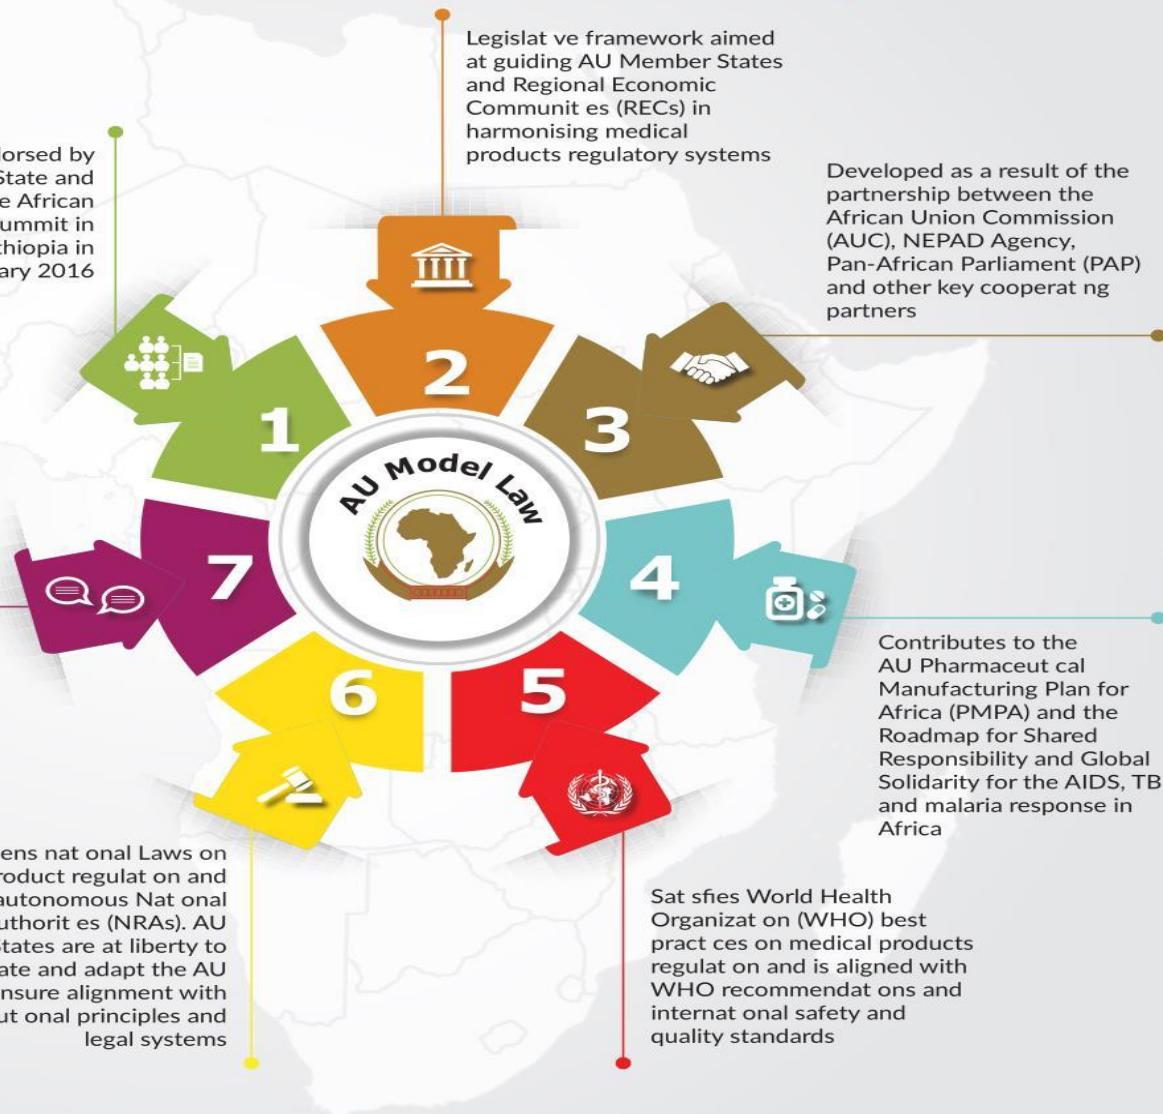 Legislat ve framework aimed
at guiding AU Member States
and Regional Economic
Communit es (RECs) in
harmonising medical
products regulatory systems
dorsed by
State and
e African
ummit in
thiopia in
ary 2016
Developed as a result of the
partnership between the
African Union Commission
(AUC), NEPAD Agency,
Pan-African Parliament (PAP)
and other key cooperat ng
partners
1
2
3
4
5
6
7
AU Model Law
Contributes to the
AU Pharmaceut cal
Manufacturing Plan for
Africa (PMPA) and the
Roadmap for Shared
Responsibility and Global
Solidarity for the AIDS, TB
and malaria response in
Africa
Sat sfies World Health
Organizat on (WHO) best
pract ces on medical products
regulat on and is aligned with
WHO recommendat ons and
internat onal safety and
quality standards
ens nat onal Laws on
roduct regulat on and
autonomous Nat onal
uthorit es (NRAs). AU
States are at liberty to
ate and adapt the AU
nsure alignment with
ut onal principles and
legal systems